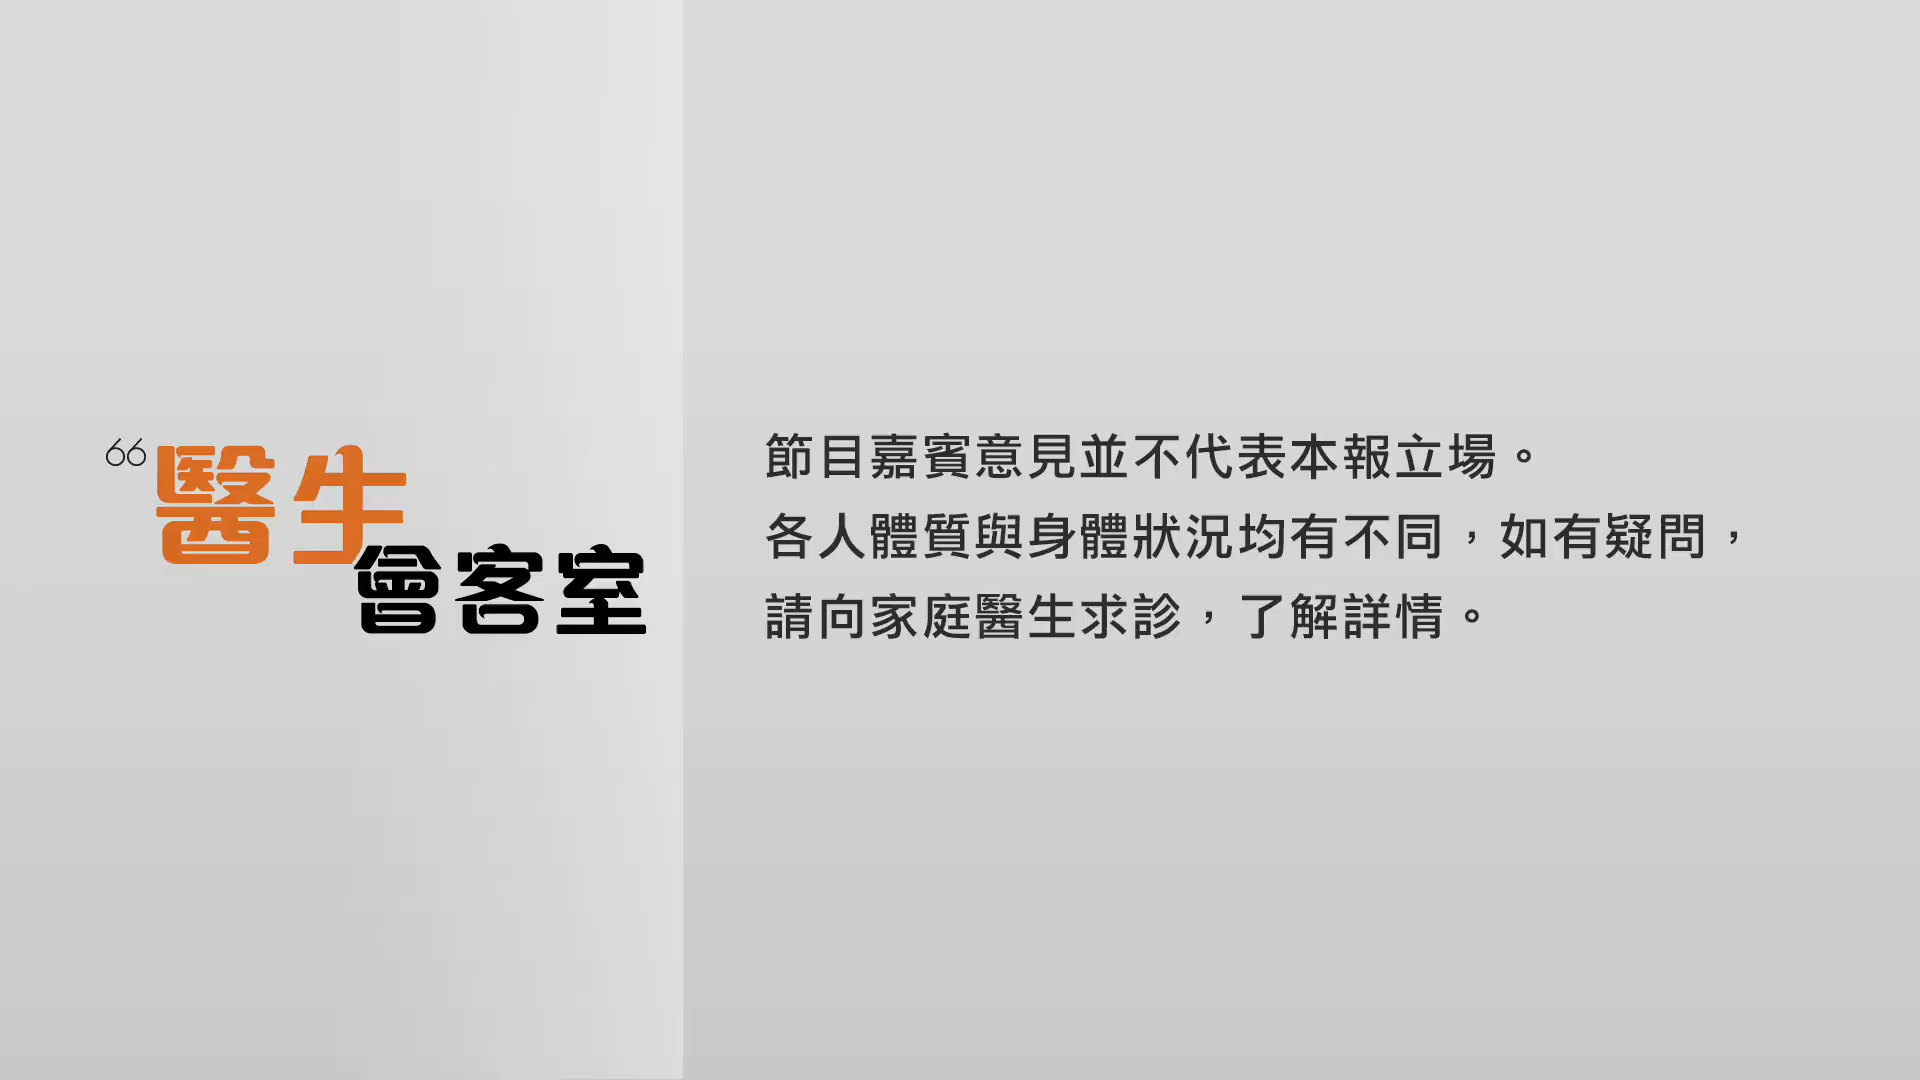 “醫生
會客室
節目嘉賓意見並不代表本報立場。
各人體質與身體狀況均有不同，如有疑問，
請向家庭醫生求診，了解詳情。